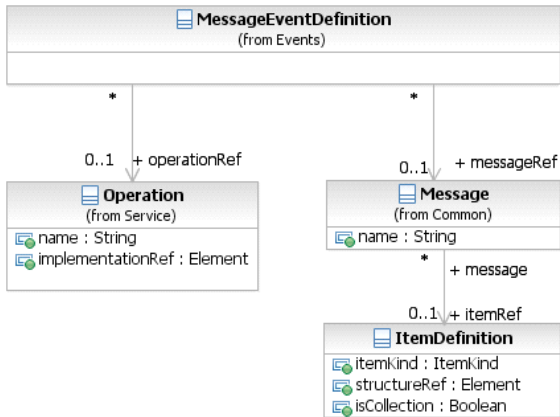 MessageEventDefinition
(from Events)
*
*
0..1 + operationRef
0..1 + messageRef
Operation
(from Service)
name : String
implementationRef : Element
Message
(from Common)
name : String
*
+ message
0..1 + itemRef
ItemDefinition
itemKind : ItemKind
structureRef : Element
isCollection : Boolean